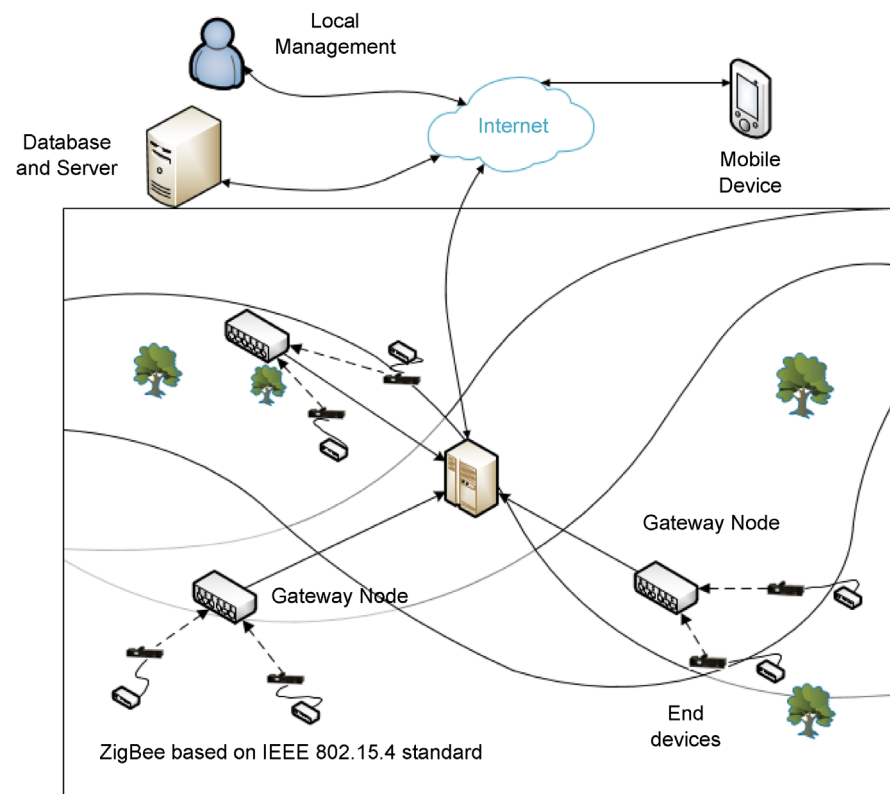 Local
Management
Internet
Database
and Server
Mobile
Device
Gateway Node
Gateway Node
End
devices
ZigBee based on IEEE 802.15.4 standard